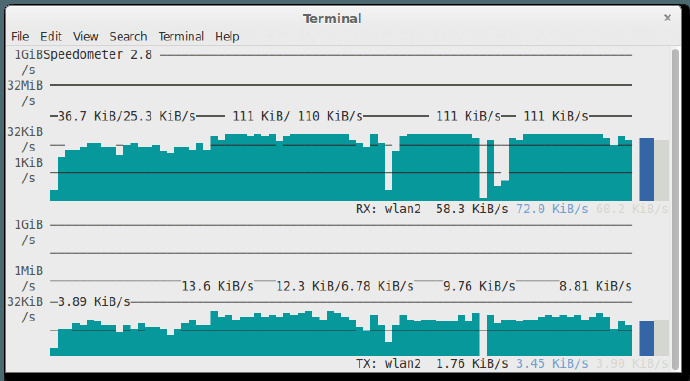 Terminal
×
File Edit View Search Terminal Help
1GiB Speedometer 2.8
/s
32MiB
/s
36.7 KiB/25.3 KiB/s 111 KiB/ 110 KiB/s 111 KiB/s 111 KiB/s
32KiB
/s
1KiB
/s
RX: wlan2 58.3 KiB/s 72.0 KiB/s 60.2 KiB/s
1GiB
/s
1MiB
/s 13.6 KiB/s 12.3 KiB/6.78 KiB/s 9.76 KiB/s 8.81 KiB/s
32KiB 3.89 KiB/s
/s
TX: wlan2 1.76 KiB/s 3.45 KiB/s 3.90 KiB/s